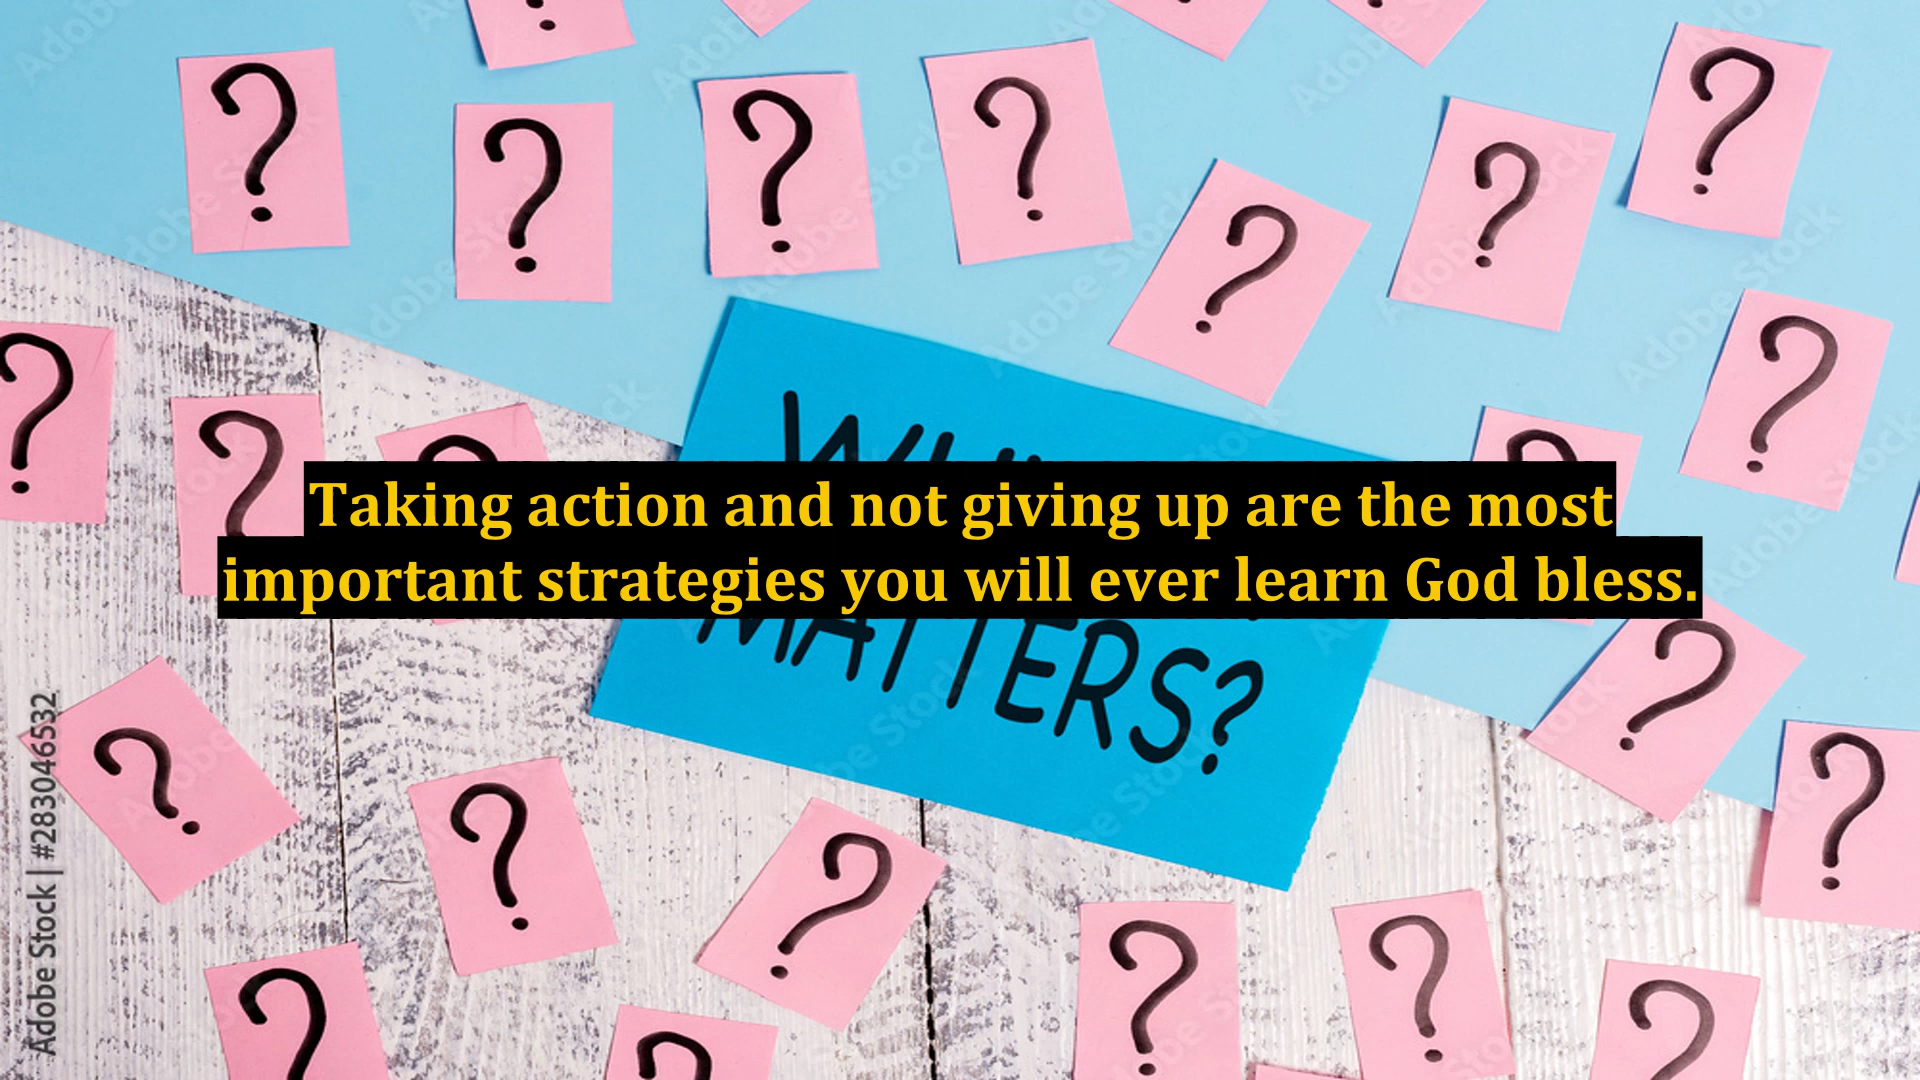 Taking action and not giving up are the most
important strategies you will ever learn God bless.
MATTERS?
Adobe Stock | #283046532